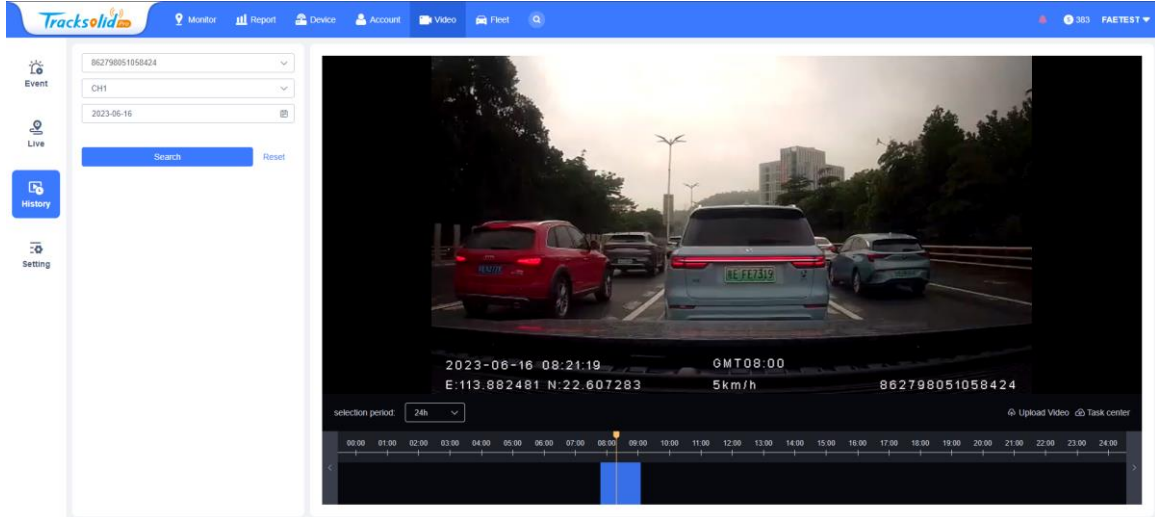 Tracksolid Pro
Monitor Report Device Account Video Fleet
383 FAETEST
Event
Live
History
Setting
862798051058424
CH1
2023-06-16
Search Reset
FE7319
2023-06-16 08:21:19 GMT08:00
E:113.882481 N:22.607283 5km/h 862798051058424
selection period: 24h Upload Video Task center
00:00 01:00 02:00 03:00 04:00 05:00 06:00 07:00 08:00 09:00 10:00 11:00 12:00 13:00 14:00 15:00 16:00 17:00 18:00 19:00 20:00 21:00 22:00 23:00 24:00